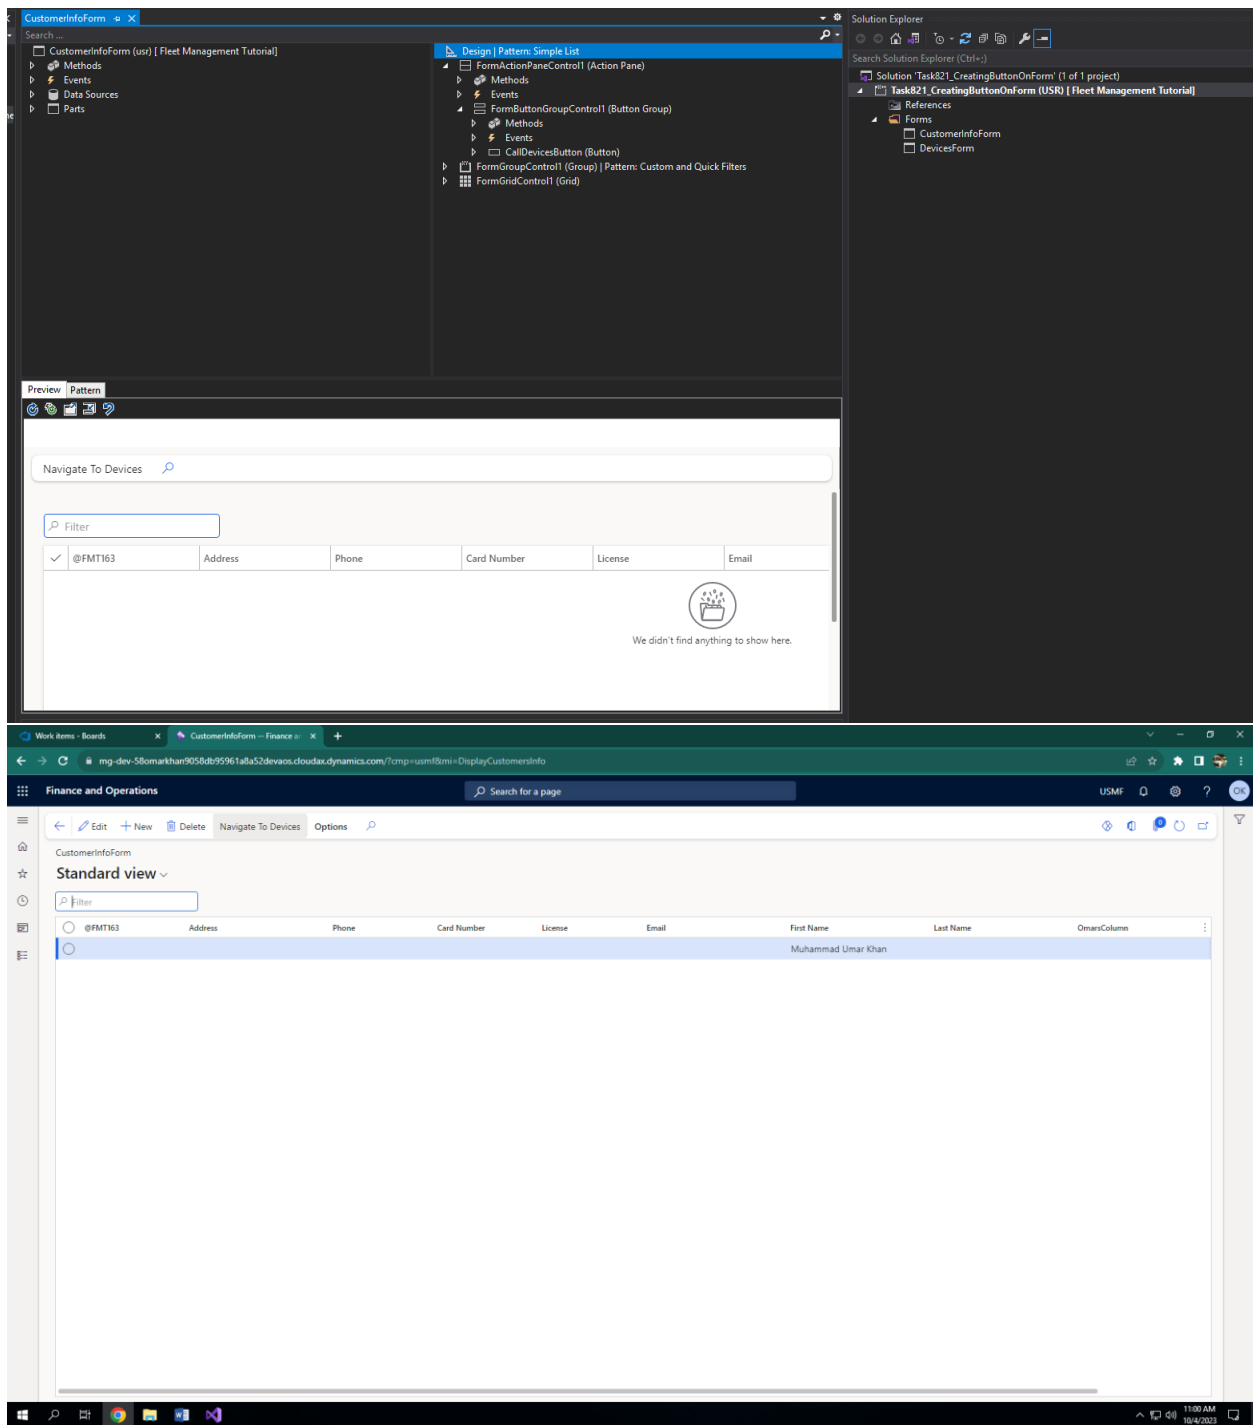 CustomerInfoForm
Search ...
CustomerInfoForm (usr) [ Fleet Management Tutorial]
Methods
Events
Data Sources
Parts
Design | Pattern: Simple List
FormActionPaneControl1 (Action Pane)
Methods
Events
FormButtonGroupControl1 (Button Group)
Methods
Events
CallDevicesButton (Button)
FormGroupControl1 (Group) | Pattern: Custom and Quick Filters
FormGridControl1 (Grid)
Solution Explorer
Search Solution Explorer (Ctrl+;)
Solution 'Task821_CreatingButtonOnForm' (1 of 1 project)
Task821_CreatingButtonOnForm (USR) [ Fleet Management Tutorial]
References
Forms
CustomerInfoForm
DevicesForm
Preview Pattern
Navigate To Devices
Filter
@FMT163 Address Phone Card Number License Email
We didn't find anything to show here.
Work items - Boards CustomerInfoForm -- Finance a
mg-dev-58omarkhan9058db95961a8a52devaos.cloudax.dynamics.com/?cmp=usmf&mi=DisplayCustomersInfo
Finance and Operations Search for a page USMF ? OK
Edit New Delete Navigate To Devices Options 0
CustomerInfoForm
Standard view
Filter
@FMT163 Address Phone Card Number License Email First Name Last Name OmarsColumn
Muhammad Umar Khan
11:00 AM
10/4/2023